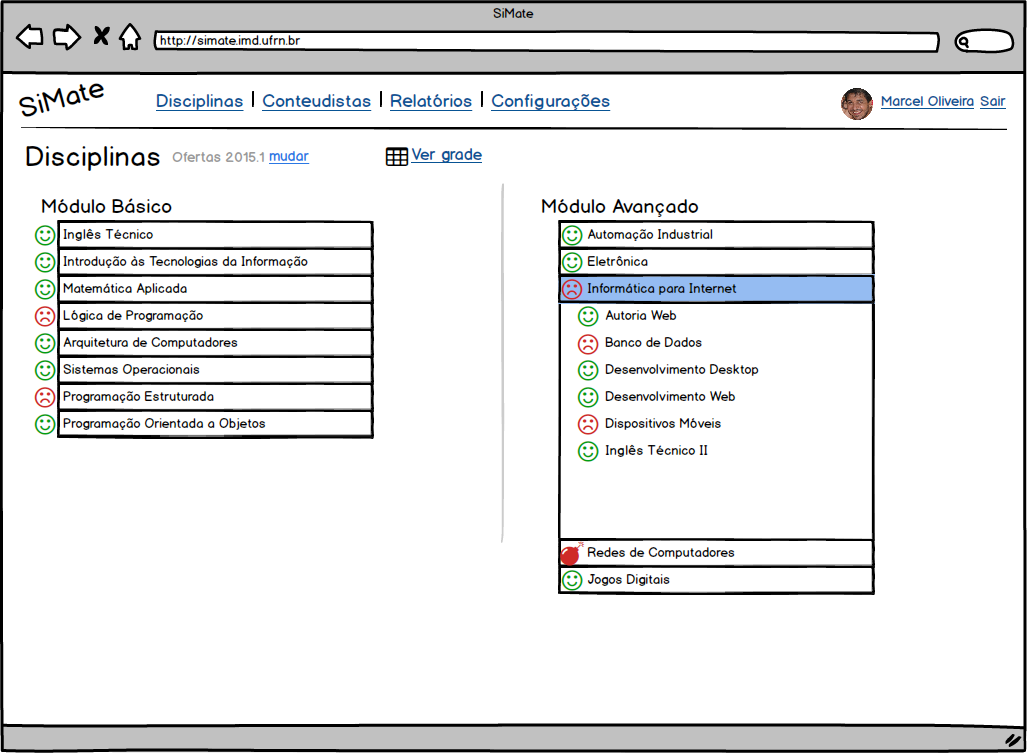 SiMate
http://simate.imd.ufrn.br
SiMate
Disciplinas | Conteudistas | Relatórios | Configurações
Marcel Oliveira Sair
Disciplinas Ofertas 2015.1 mudar
Ver grade
Módulo Básico
Inglês Técnico
Introdução às Tecnologias da Informação
Matemática Aplicada
Lógica de Programação
Arquitetura de Computadores
Sistemas Operacionais
Programação Estruturada
Programação Orientada a Objetos
Módulo Avançado
Automação Industrial
Eletrônica
Informática para Internet
Autoria Web
Banco de Dados
Desenvolvimento Desktop
Desenvolvimento Web
Dispositivos Móveis
Inglês Técnico II
Redes de Computadores
Jogos Digitais